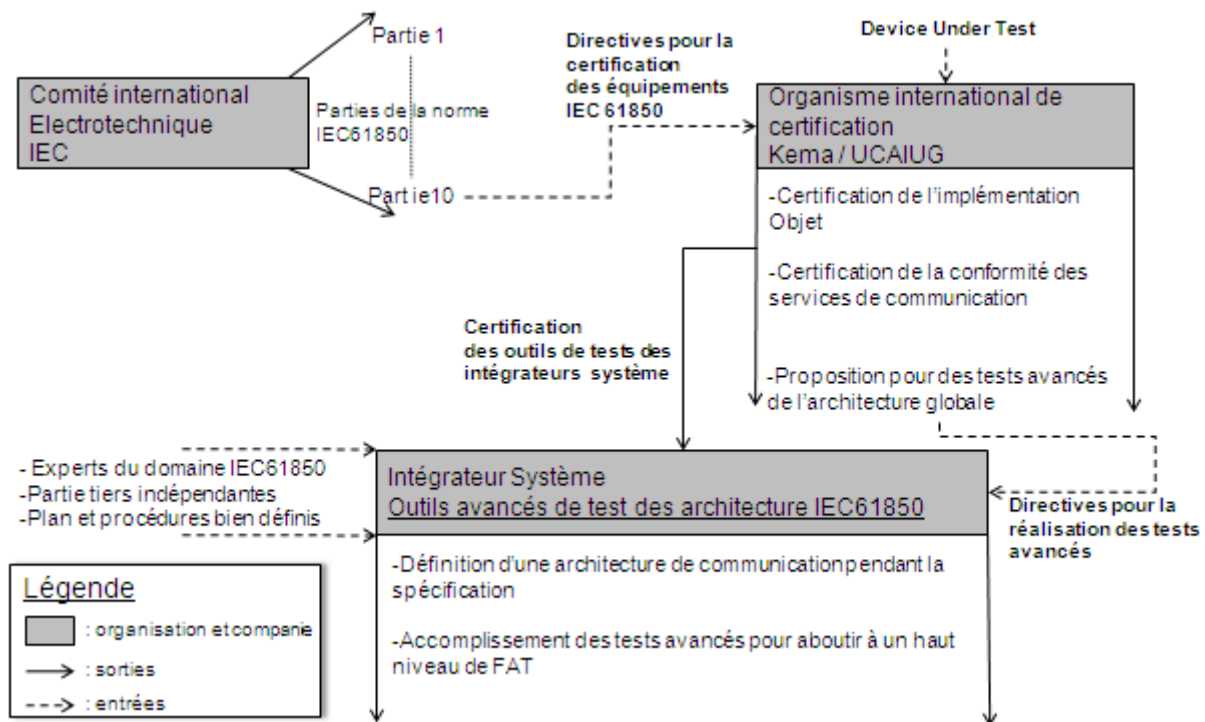 Partie 1
Directives pour la
certification
des équipements
IEC 61850
Device Under Test
Comité international
Electrotechnique
IEC
Parties de la norme
IEC61850
Organisme international de
certification
Kema / UCAIUG
Partie10
-Certification de l'implémentation
Objet
-Certification de la conformité des
services de communication
Certification
des outils de tests des
intégrateurs système
-Proposition pour des tests avancés
de l'architecture globale
- Experts du domaine IEC61850
-Partie tiers indépendantes
-Plan et procédures bien définis
Intégrateur Système
Outils avancés de test des architecture IEC61850
Directives pour la
réalisation des tests
avancés
-Définition d'une architecture de communication pendant la
spécification
-Accomplissement des tests avancés pour aboutir à un haut
niveau de FAT
Légende
: organisation et companie
: sorties
: entrées